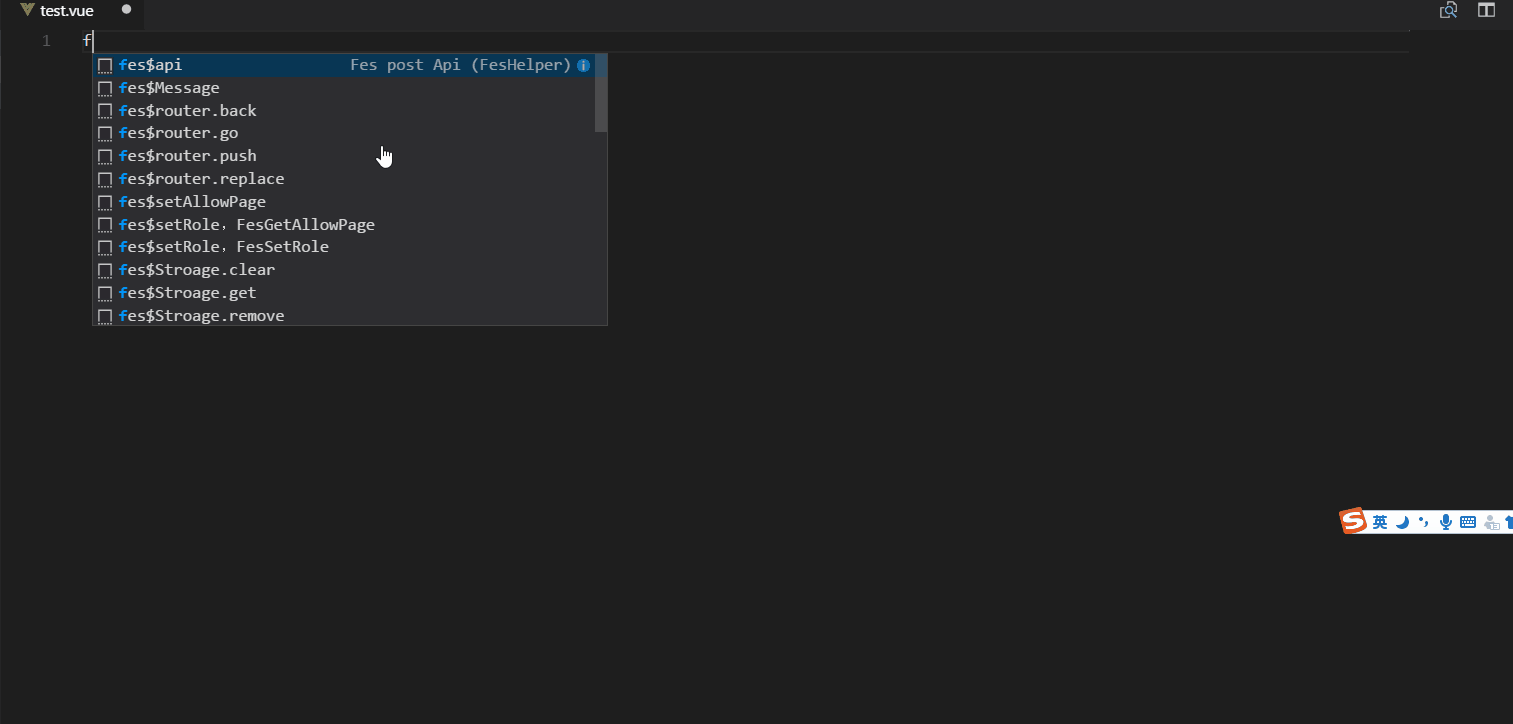 test.vue
1 f
fes$api Fes post Api (FesHelper)
fes$Message
fes$router.back
fes$router.go
fes$router.push
fes$router.replace
fes$setAllowPage
fes$setRole，FesGetAllowPage
fes$setRole，FesSetRole
fes$Stroage.clear
fes$Stroage.get
fes$Stroage.remove
S 英